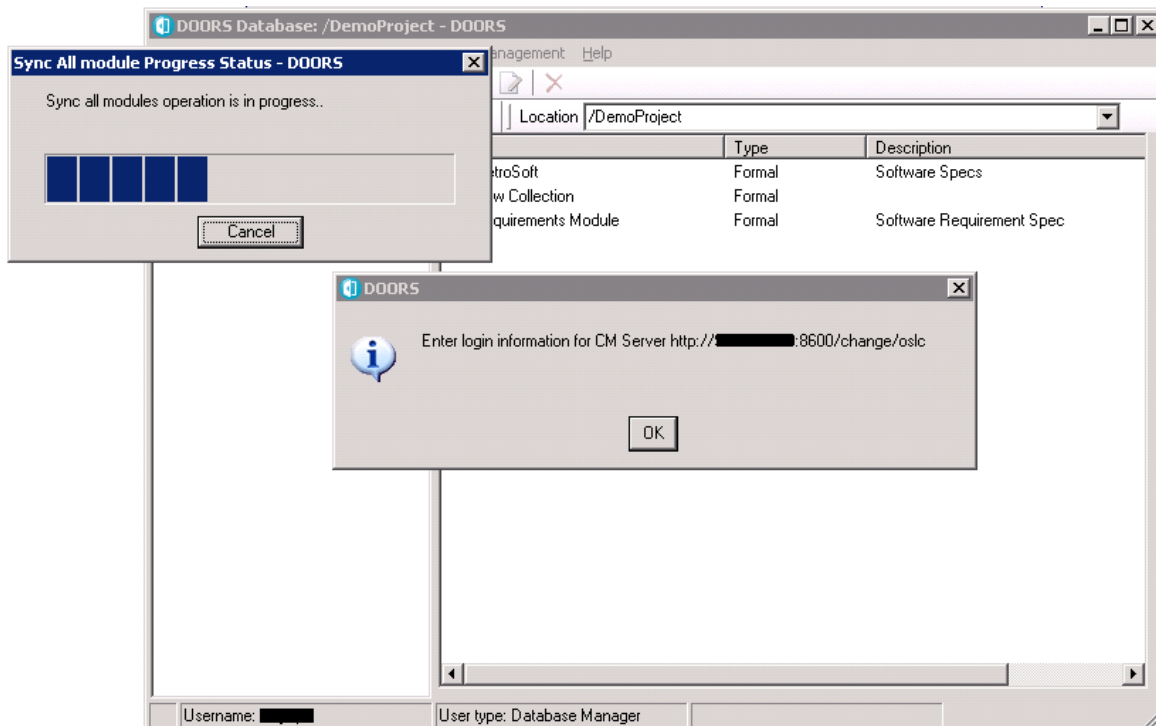 DOORS Database: /DemoProject - DOORS
Sync All module Progress Status - DOORS
anagement Help
Sync all modules operation is in progress..
Location /DemoProject
Type Description
troSoft Formal Software Specs
w Collection Formal
quirements Module Formal Software Requirement Spec
Cancel
DOORS
Enter login information for CM Server http:// :8600/change/oslc
OK
Username:
User type: Database Manager